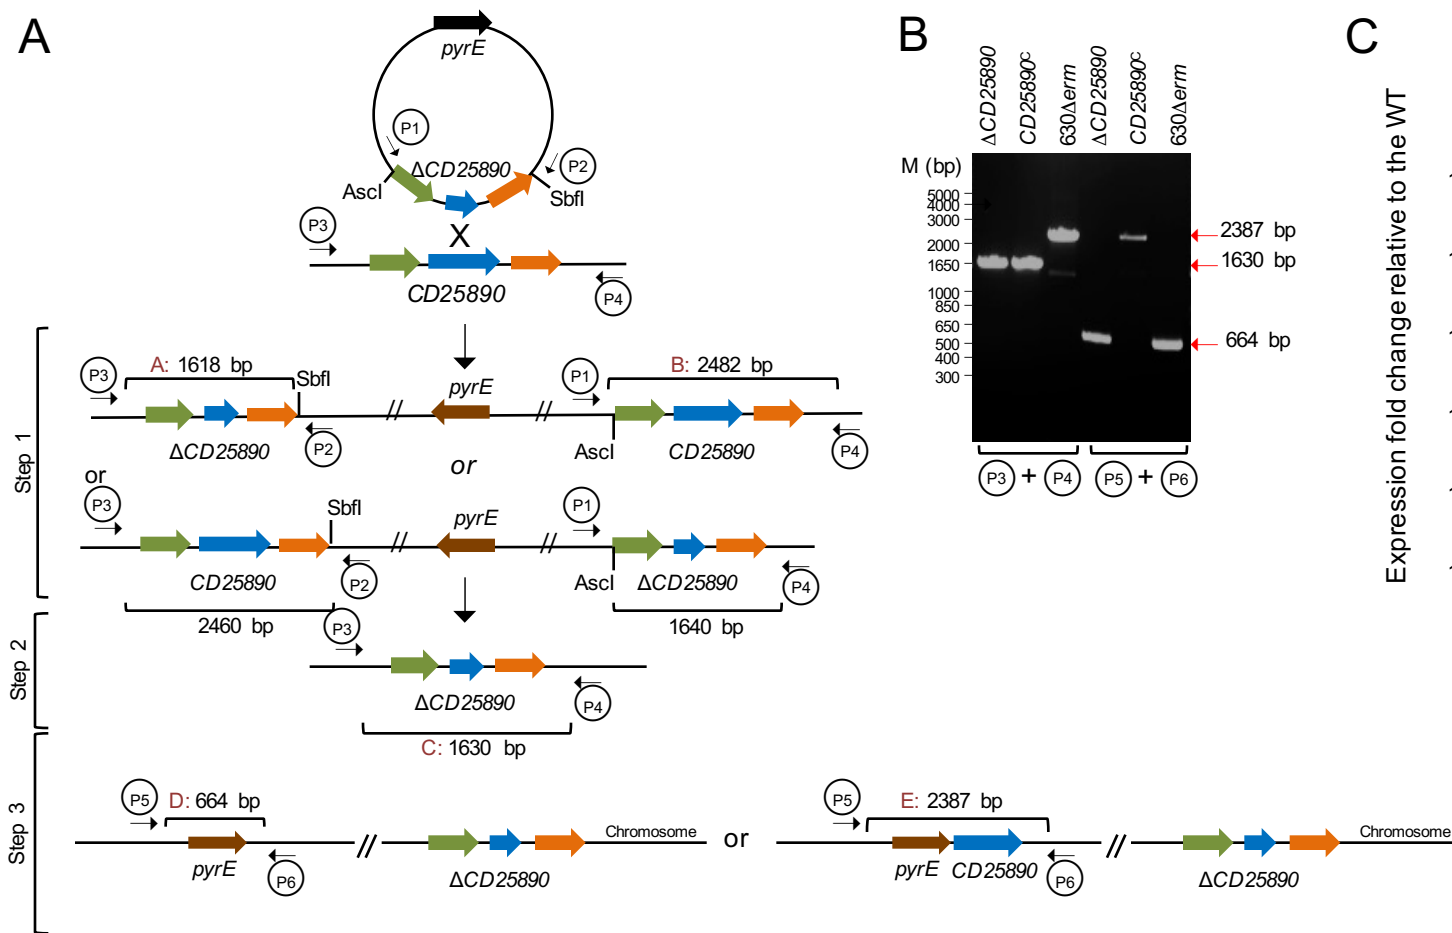 A
pyrE
P1
ΔCD25890
P2
AscI
SbfI
P3
X
CD25890
P4
Step 1
P3
A: 1618 bp
SbfI
pyrE
P1
B: 2482 bp
P2
ΔCD25890
AscI
CD25890
P4
or
or
P3
SbfI
pyrE
P1
CD25890
P2
AscI
ΔCD25890
P4
2460 bp
1640 bp
Step 2
P3
ΔCD25890
P4
C: 1630 bp
Step 3
P5
D: 664 bp
pyrE
P6
Chromosome
ΔCD25890
or
P5
E: 2387 bp
pyrE CD25890
P6
Chromosome
ΔCD25890
B
ΔCD25890
CD25890ᶜ
630Δerm
ΔCD25890
CD25890ᶜ
630Δerm
M (bp)
5000
4000
3000
2000
1650
1000
850
650
500
400
300
2387 bp
1630 bp
664 bp
P3 + P4
P5 + P6
C
Expression fold change relative to the WT